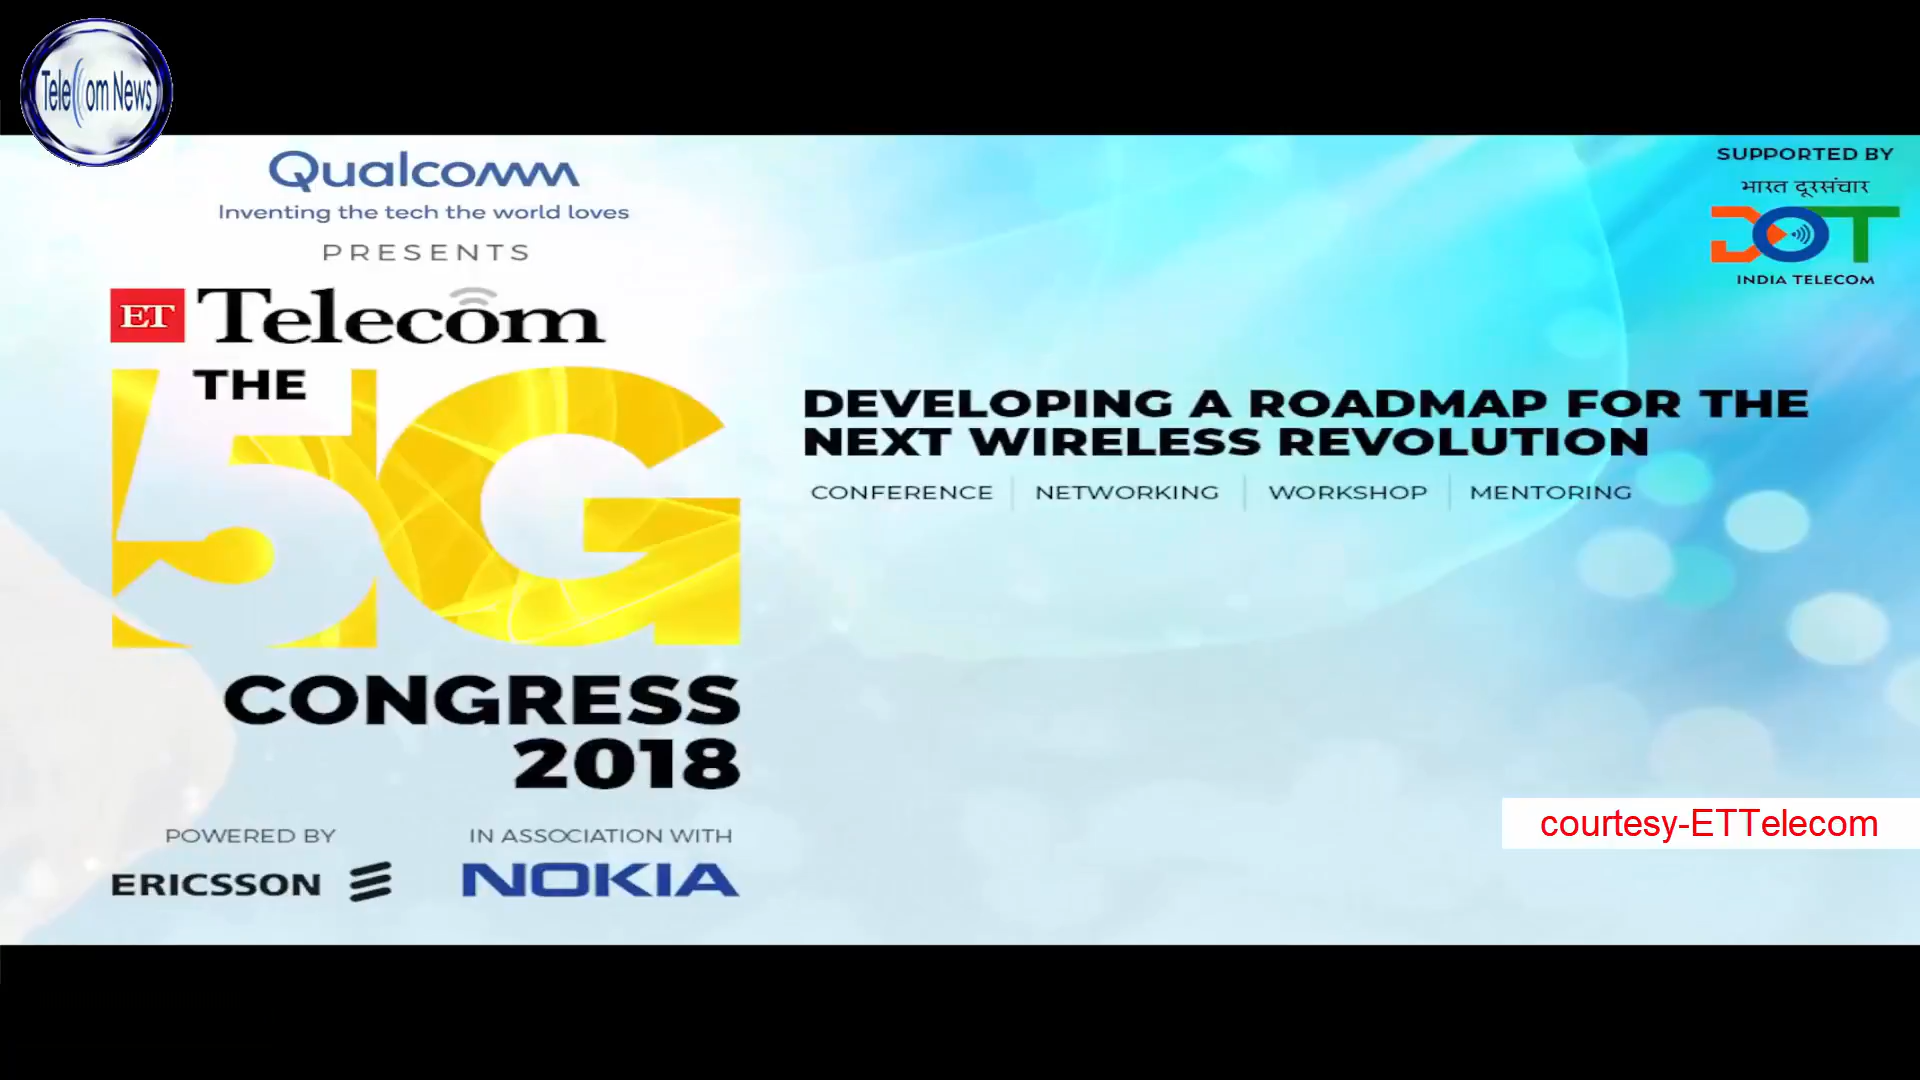 Telecom News
Qualcomm
Inventing the tech the world loves
PRESENTS
ET Telecom
THE
5G
CONGRESS
2018
POWERED BY
ERICSSON
IN ASSOCIATION WITH
NOKIA
DEVELOPING A ROADMAP FOR THE
NEXT WIRELESS REVOLUTION
CONFERENCE NETWORKING WORKSHOP MENTORING
SUPPORTED BY
भारत दूरसंचार
DOT
INDIA TELECOM
courtesy-ETTelecom